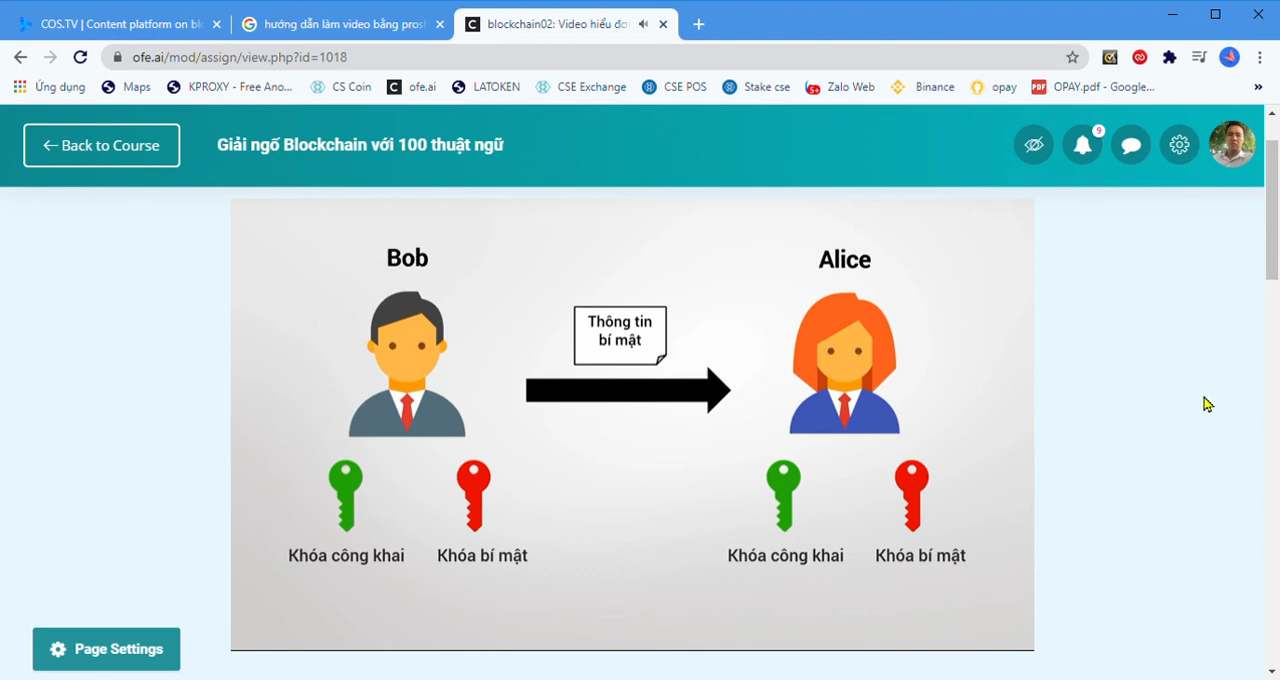 COS.TV | Content platform on blo
hướng dẫn làm video bằng prosh
blockchain02: Video hiểu đơ
ofe.ai/mod/assign/view.php?id=1018
Ứng dụng
Maps
KPROXY - Free Ano...
CS Coin
ofe.ai
LATOKEN
CSE Exchange
CSE POS
Stake cse
5+
Zalo Web
Binance
opay
PDF
OPAY.pdf - Google...
»
← Back to Course
Giải ngố Blockchain với 100 thuật ngữ
9
Bob
Alice
Thông tin
bí mật
Khóa công khai
Khóa bí mật
Khóa công khai
Khóa bí mật
Page Settings